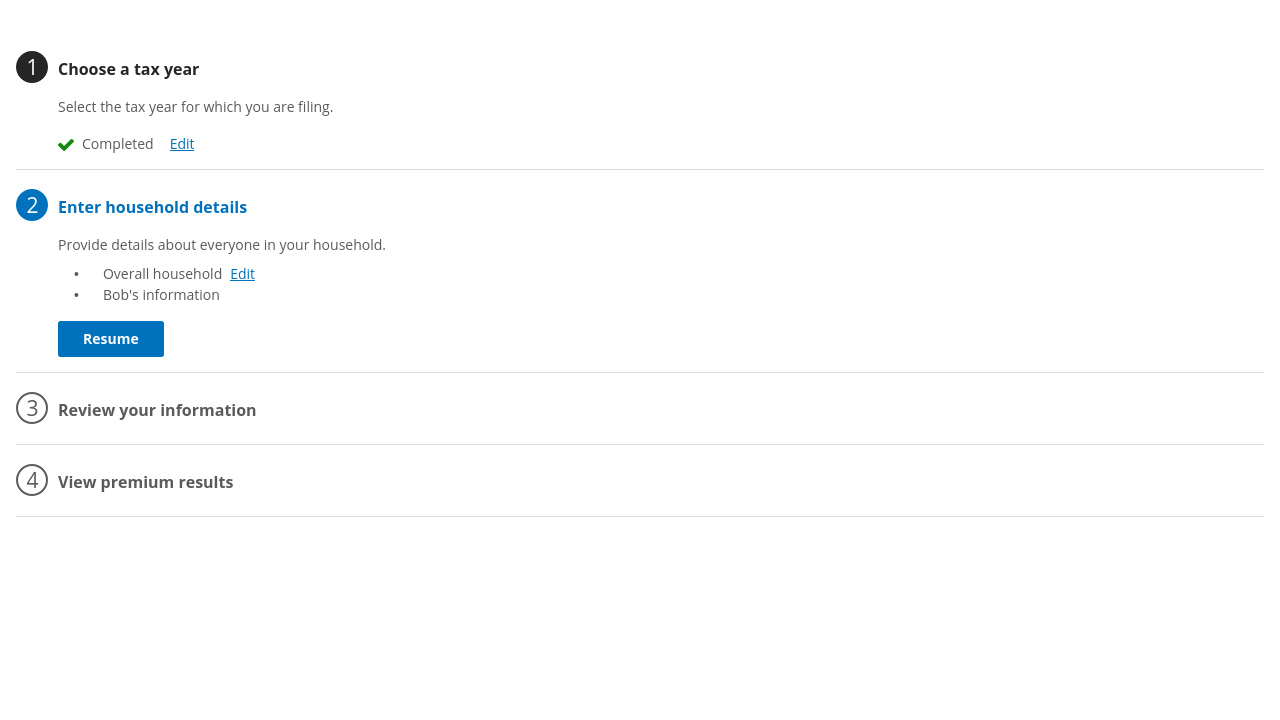 1 Choose a tax year
Select the tax year for which you are filing.
Completed Edit
2 Enter household details
Provide details about everyone in your household.
• Overall household Edit
• Bob's information
Resume
3 Review your information
4 View premium results